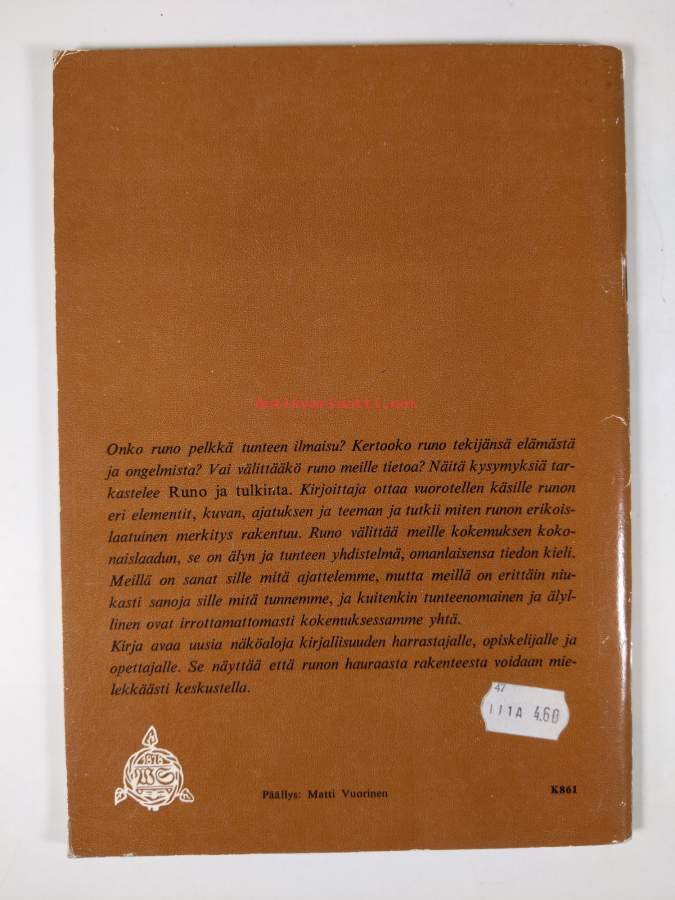 antikvariaatti.net
Onko runo pelkkä tunteen ilmaisu? Kertooko runo tekijänsä elämästä
ja ongelmista? Vai välittääkö runo meille tietoa? Näitä kysymyksiä tar-
kastelee Runo ja tulkinta. Kirjoittaja ottaa vuorotellen käsille runon
eri elementit, kuvan, ajatuksen ja teeman ja tutkii miten runon erikois-
laatuinen merkitys rakentuu. Runo välittää meille kokemuksen koko-
naislaadun, se on älyn ja tunteen yhdistelmä, omanlaisensa tiedon kieli.
Meillä on sanat sille mitä ajattelemme, mutta meillä on erittäin niu-
kasti sanoja sille mitä tunnemme, ja kuitenkin tunteenomainen ja älyl-
linen ovat irrottamattomasti kokemuksessamme yhtä.
Kirja avaa uusia näköaloja kirjallisuuden harrastajalle, opiskelijalle ja
opettajalle. Se näyttää että runon hauraasta rakenteesta voidaan mie-
lekkäästi keskustella.
47
111A 4.60
1878
WS
Päällys: Matti Vuorinen
K861